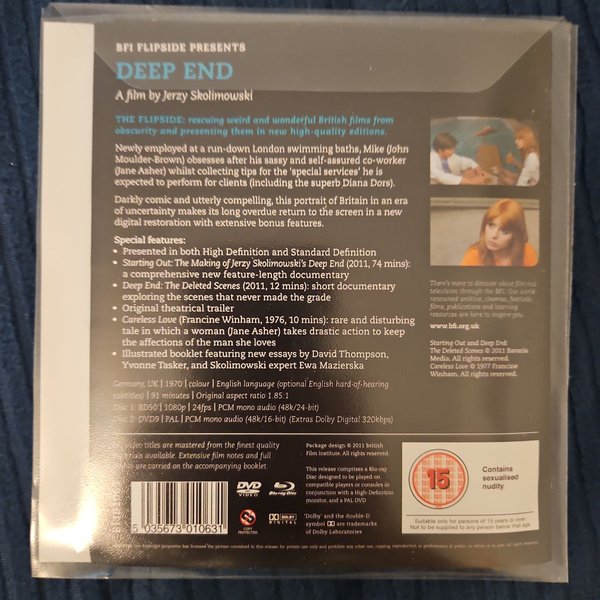 BFI FLIPSIDE PRESENTS
DEEP END
A film by Jerzy Skolimowski
THE FLIPSIDE: rescuing weird and wonderful British films from
obscurity and presenting them in new high-quality editions.
Newly employed at a run-down London swimming baths, Mike (John
Moulder-Brown) obsesses after his sassy and self-assured co-worker
(Jane Asher) whilst collecting tips for the 'special services' he is
expected to perform for clients (including the superb Diana Dors).
Darkly comic and utterly compelling, this portrait of Britain in an era
of uncertainty makes its long overdue return to the screen in a new
digital restoration with extensive bonus features.
Special features:
• Presented in both High Definition and Standard Definition
• Starting Out: The Making of Jerzy Skolimowski's Deep End (2011, 74 mins):
a comprehensive new feature-length documentary
• Deep End: The Deleted Scenes (2011, 12 mins): short documentary
exploring the scenes that never made the grade
• Original theatrical trailer
• Careless Love (Francine Winham, 1976, 10 mins): rare and disturbing
tale in which a woman (Jane Asher) takes drastic action to keep
the affections of the man she loves
• Illustrated booklet featuring new essays by David Thompson,
Yvonne Tasker, and Skolimowski expert Ewa Mazierska
Germany, UK | 1970 | colour | English language (optional English hard-of-hearing
subtitles) | 91 minutes | Original aspect ratio 1.85:1
Disc 1: BD50 | 1080p | 24fps | PCM mono audio (48k/24-bit)
Disc 2: DVD9 | PAL | PCM mono audio (48k/16-bit) (Extras Dolby Digital 320kbps)
There's more to discover about film and
television, through the BFI. Our world
renowned archive, cinemas, festivals,
films, publications and learning
resources are here to inspire you.
www.bfi.org.uk
Starting Out and Deep End:
The Deleted Scenes © 2011 Bavaria
Media. All rights reserved.
Careless Love © 1977 Francine
Winham. All rights reserved.
video titles are mastered from the finest quality
materials available. Extensive film notes and full
are carried on the accompanying booklet.
5 035673 010631
DVD
VIDEO
Blu-ray Disc
COPY
PROTECTED
DOLBY
DIGITAL
Package design © 2011 British
Film Institute. All rights reserved.
This release comprises a Blu-ray
Disc designed to be played on
compatible players or consoles in
conjunction with a High-Definition
monitor, and a PAL DVD
'Dolby' and the double-D
symbol are trademarks
of Dolby Laboratories
15
Contains
sexualised
nudity
Suitable only for persons of 15 years or over.
Not to be supplied to any person below that age